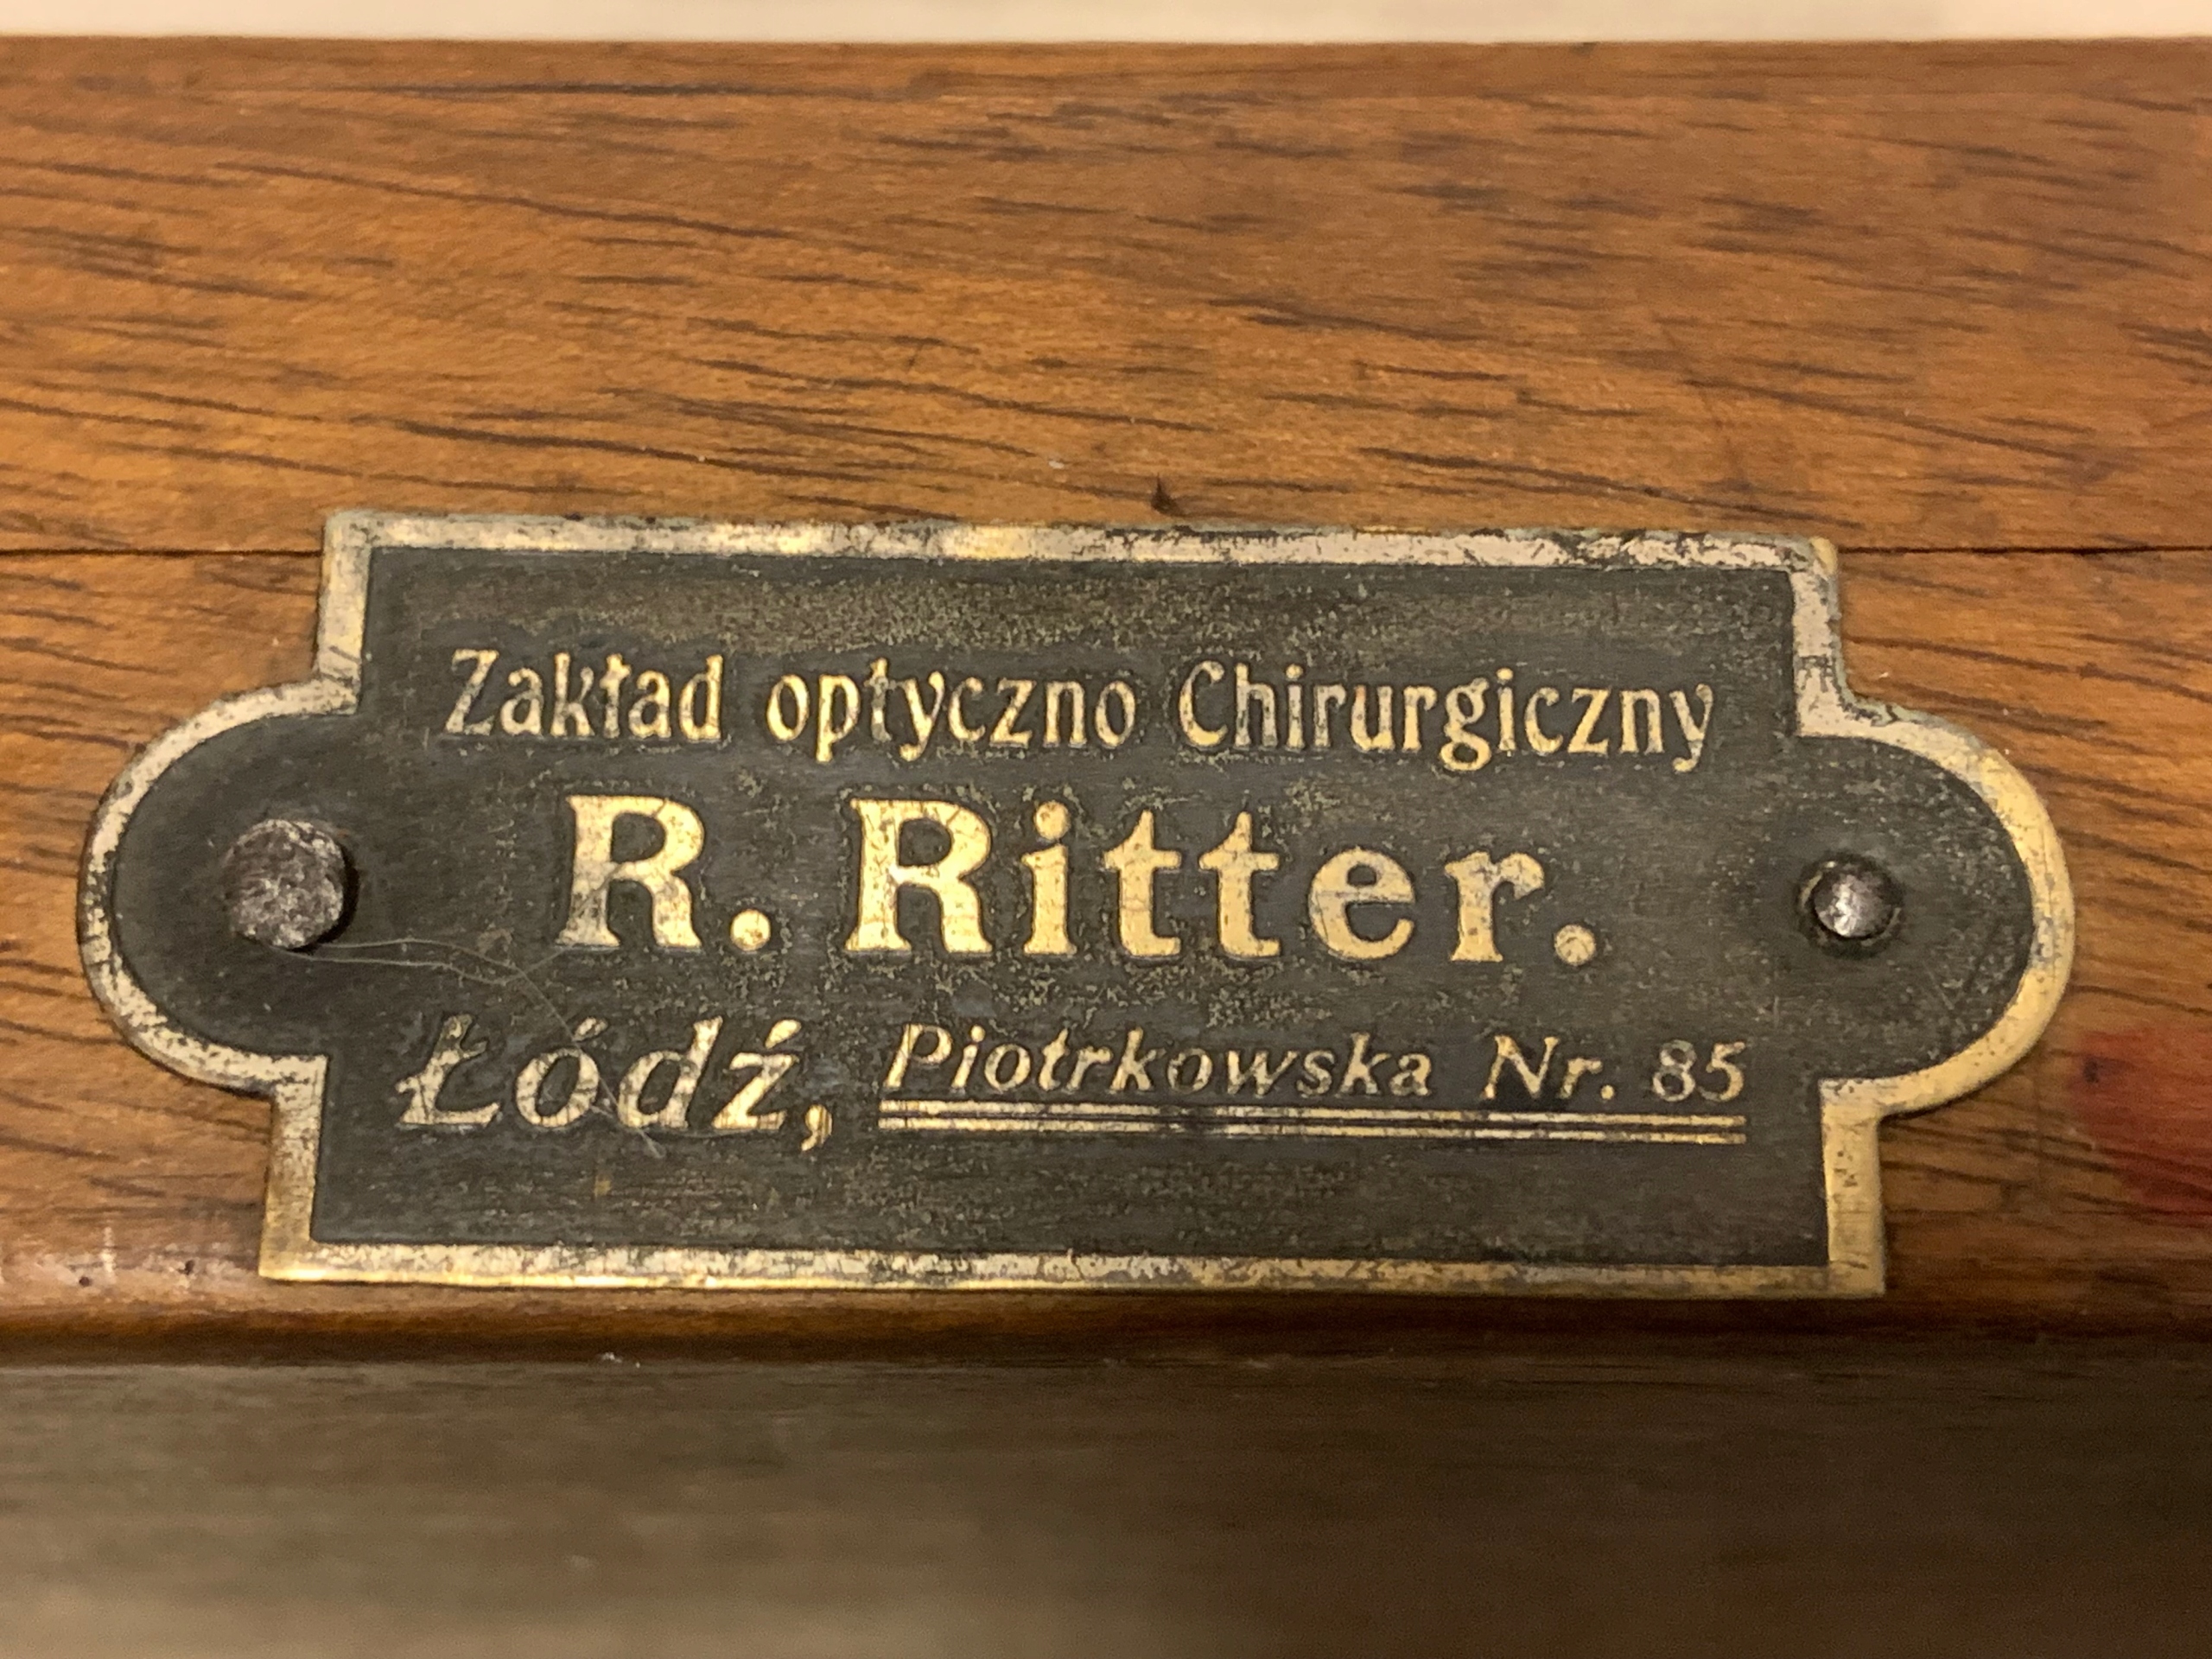 Zakład optyczno Chirurgiczny
R. Ritter.
Łódź, Piotrkowska Nr. 85